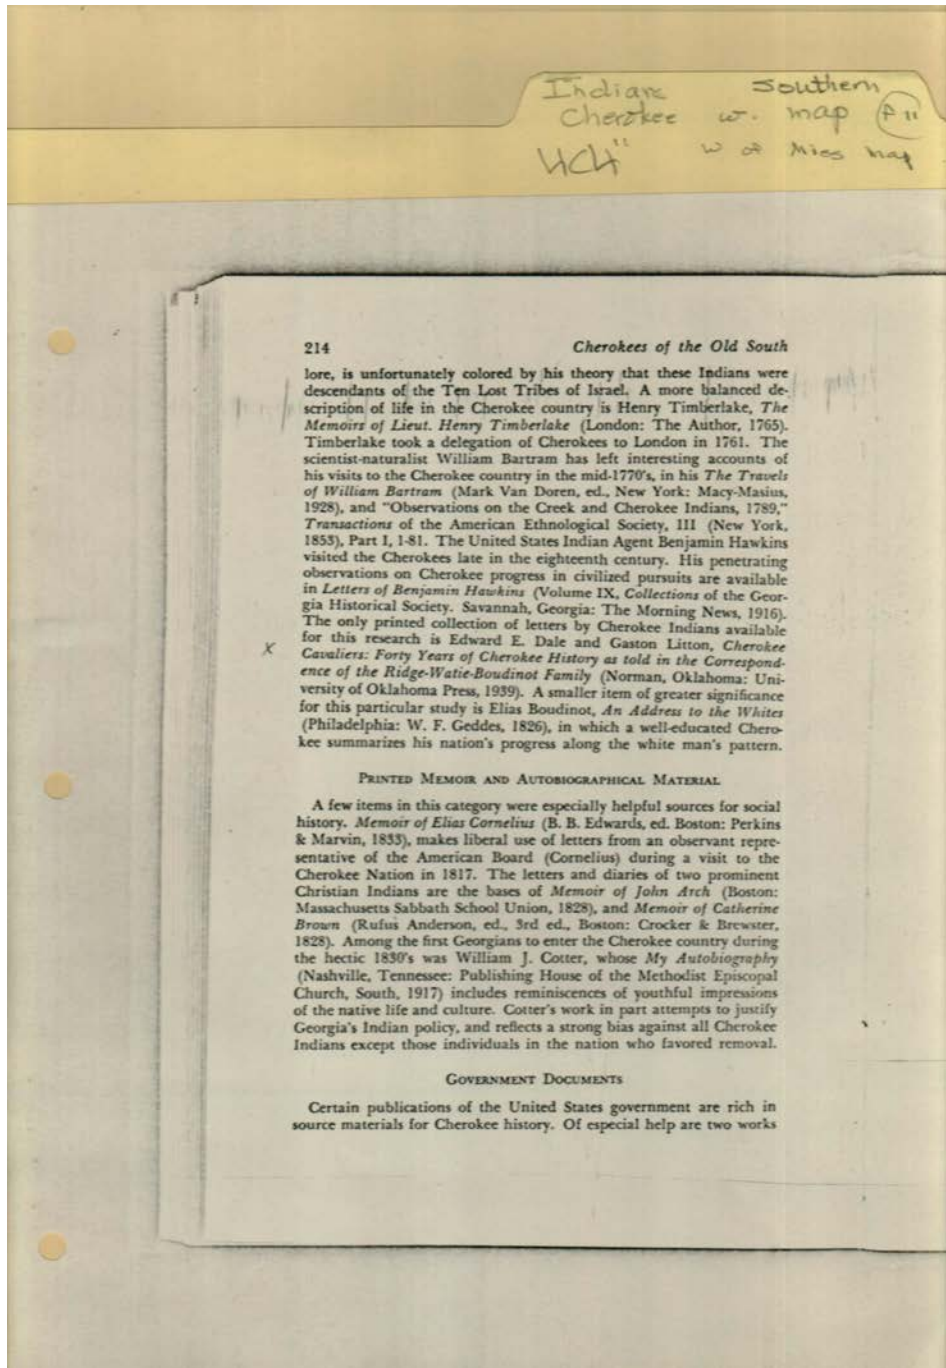 Indians Southern
Cherokee w. map P 11
4C4"  W of Miss map
214 Cherokees of the Old South
lore, is unfortunately colored by his theory that these Indians were
descendants of the Ten Lost Tribes of Israel. A more balanced de-
scription of life in the Cherokee country is Henry Timberlake, The
Memoirs of Lieut. Henry Timberlake (London: The Author, 1765).
Timberlake took a delegation of Cherokees to London in 1761. The
scientist-naturalist William Bartram has left interesting accounts of
his visits to the Cherokee country in the mid-1770's, in his The Travels
of William Bartram (Mark Van Doren, ed., New York: Macy-Masius,
1928), and "Observations on the Creek and Cherokee Indians, 1789,"
Transactions of the American Ethnological Society, III (New York,
1853), Part I, 1-81. The United States Indian Agent Benjamin Hawkins
visited the Cherokees late in the eighteenth century. His penetrating
observations on Cherokee progress in civilized pursuits are available
in Letters of Benjamin Hawkins (Volume IX, Collections of the Geor-
gia Historical Society. Savannah, Georgia: The Morning News, 1916).
The only printed collection of letters by Cherokee Indians available
for this research is Edward E. Dale and Gaston Litton, Cherokee
x Cavaliers: Forty Years of Cherokee History as told in the Correspond-
ence of the Ridge-Watie-Boudinot Family (Norman, Oklahoma: Uni-
versity of Oklahoma Press, 1939). A smaller item of greater significance
for this particular study is Elias Boudinot, An Address to the Whites
(Philadelphia: W. F. Geddes, 1826), in which a well-educated Chero-
kee summarizes his nation's progress along the white man's pattern.
PRINTED MEMOIR AND AUTOBIOGRAPHICAL MATERIAL
A few items in this category were especially helpful sources for social
history. Memoir of Elias Cornelius (B. B. Edwards, ed. Boston: Perkins
& Marvin, 1833), makes liberal use of letters from an observant repre-
sentative of the American Board (Cornelius) during a visit to the
Cherokee Nation in 1817. The letters and diaries of two prominent
Christian Indians are the bases of Memoir of John Arch (Boston:
Massachusetts Sabbath School Union, 1828), and Memoir of Catherine
Brown (Rufus Anderson, ed., 3rd ed., Boston: Crocker & Brewster,
1828). Among the first Georgians to enter the Cherokee country during
the hectic 1830's was William J. Cotter, whose My Autobiography
(Nashville, Tennessee: Publishing House of the Methodist Episcopal
Church, South, 1917) includes reminiscences of youthful impressions
of the native life and culture. Cotter's work in part attempts to justify
Georgia's Indian policy, and reflects a strong bias against all Cherokee
Indians except those individuals in the nation who favored removal.
GOVERNMENT DOCUMENTS
Certain publications of the United States government are rich in
source materials for Cherokee history. Of especial help are two works